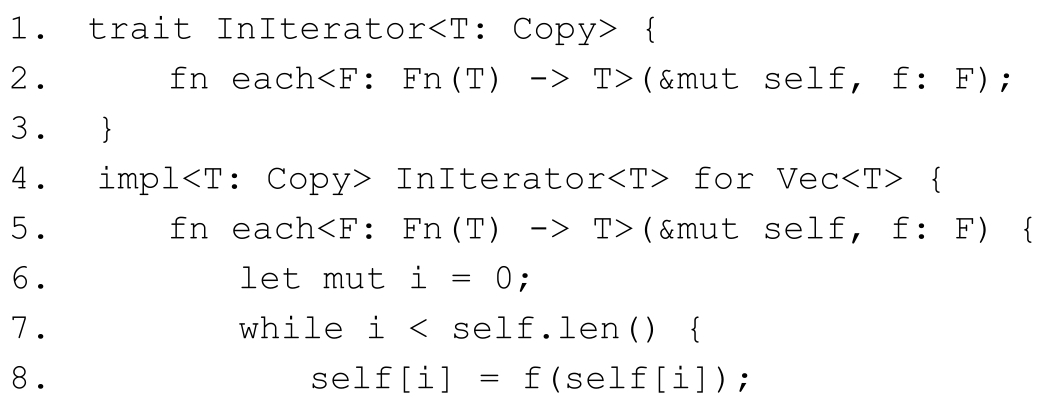 1. trait InIterator<T: Copy> {
2. fn each<F: Fn(T) -> T>(&mut self, f: F);
3. }
4. impl<T: Copy> InIterator<T> for Vec<T> {
5. fn each<F: Fn(T) -> T>(&mut self, f: F) {
6. let mut i = 0;
7. while i < self.len() {
8. self[i] = f(self[i]);